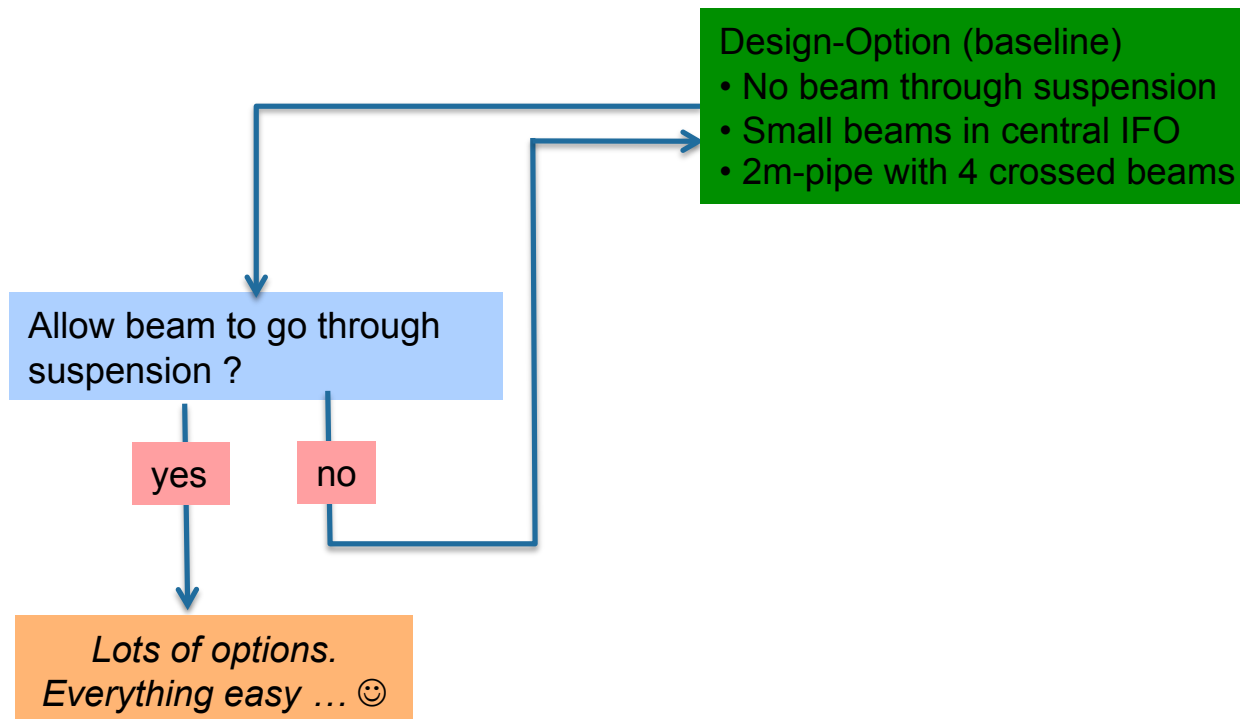 Design-Option (baseline)
• No beam through suspension
• Small beams in central IFO
• 2m-pipe with 4 crossed beams
Allow beam to go through
suspension ?
yes
no
Lots of options.
Everything easy … ☺